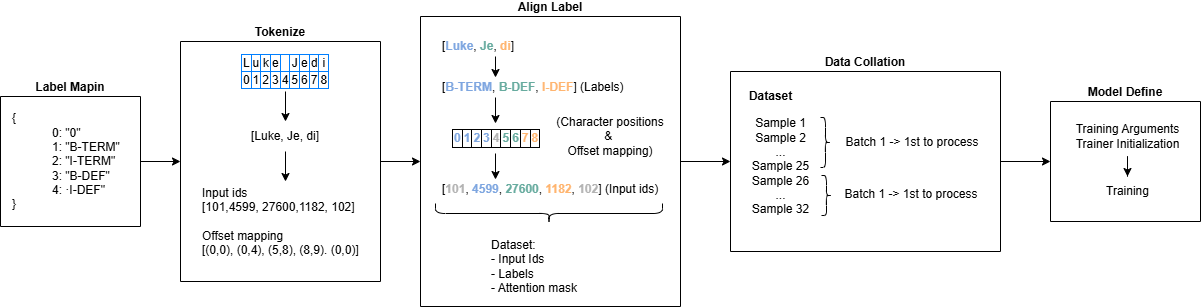 Label Mapin
{
0: "0"
1: "B-TERM"
2: "I-TERM"
3: "B-DEF"
4: ·I-DEF"
}
Tokenize
L u k e J e d i
0 1 2 3 4 5 6 7 8
[Luke, Je, di]
Input ids
[101,4599, 27600,1182, 102]
Offset mapping
[(0,0), (0,4), (5,8), (8,9). (0,0)]
Align Label
[Luke, Je, di]
[B-TERM, B-DEF, I-DEF] (Labels)
0 1 2 3 4 5 6 7 8
(Character positions
&
Offset mapping)
[101, 4599, 27600, 1182, 102] (Input ids)
Dataset:
- Input Ids
- Labels
- Attention mask
Data Collation
Dataset
Sample 1
Sample 2
...
Sample 25
Batch 1 -> 1st to process
Sample 26
...
Sample 32
Batch 1 -> 1st to process
Model Define
Training Arguments
Trainer Initialization
Training